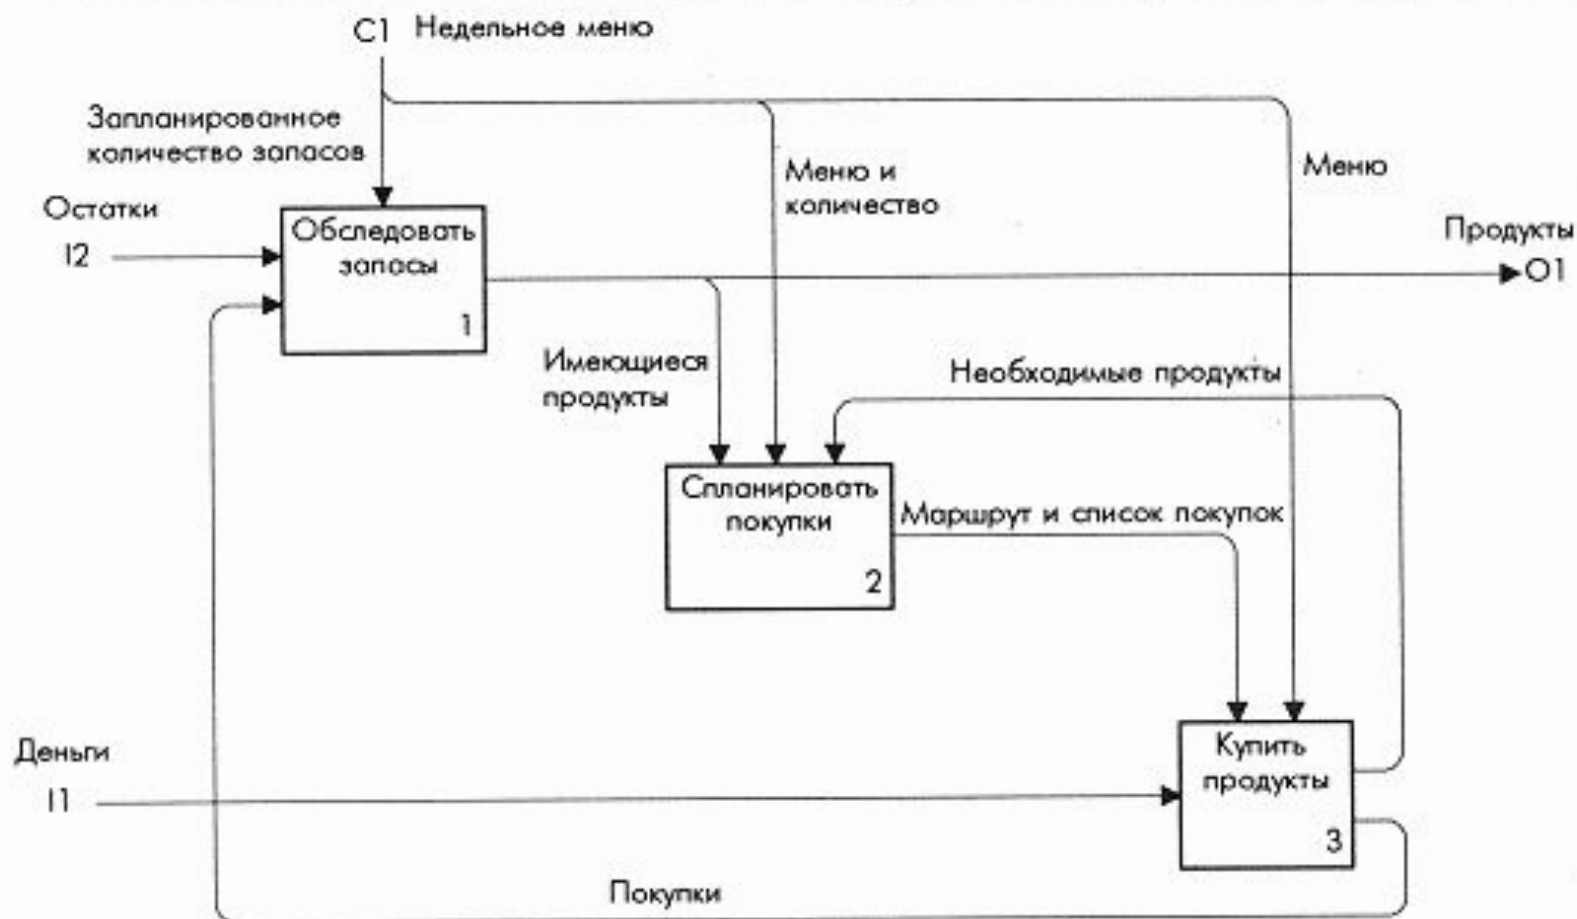 C1 Недельное меню
Запланированное
количество запасов
Меню и
количество
Меню
Остатки
I2
Обследовать
запасы
1
Продукты
O1
Имеющиеся
продукты
Необходимые продукты
Спланировать
покупки
2
Маршрут и список покупок
Деньги
I1
Купить
продукты
3
Покупки